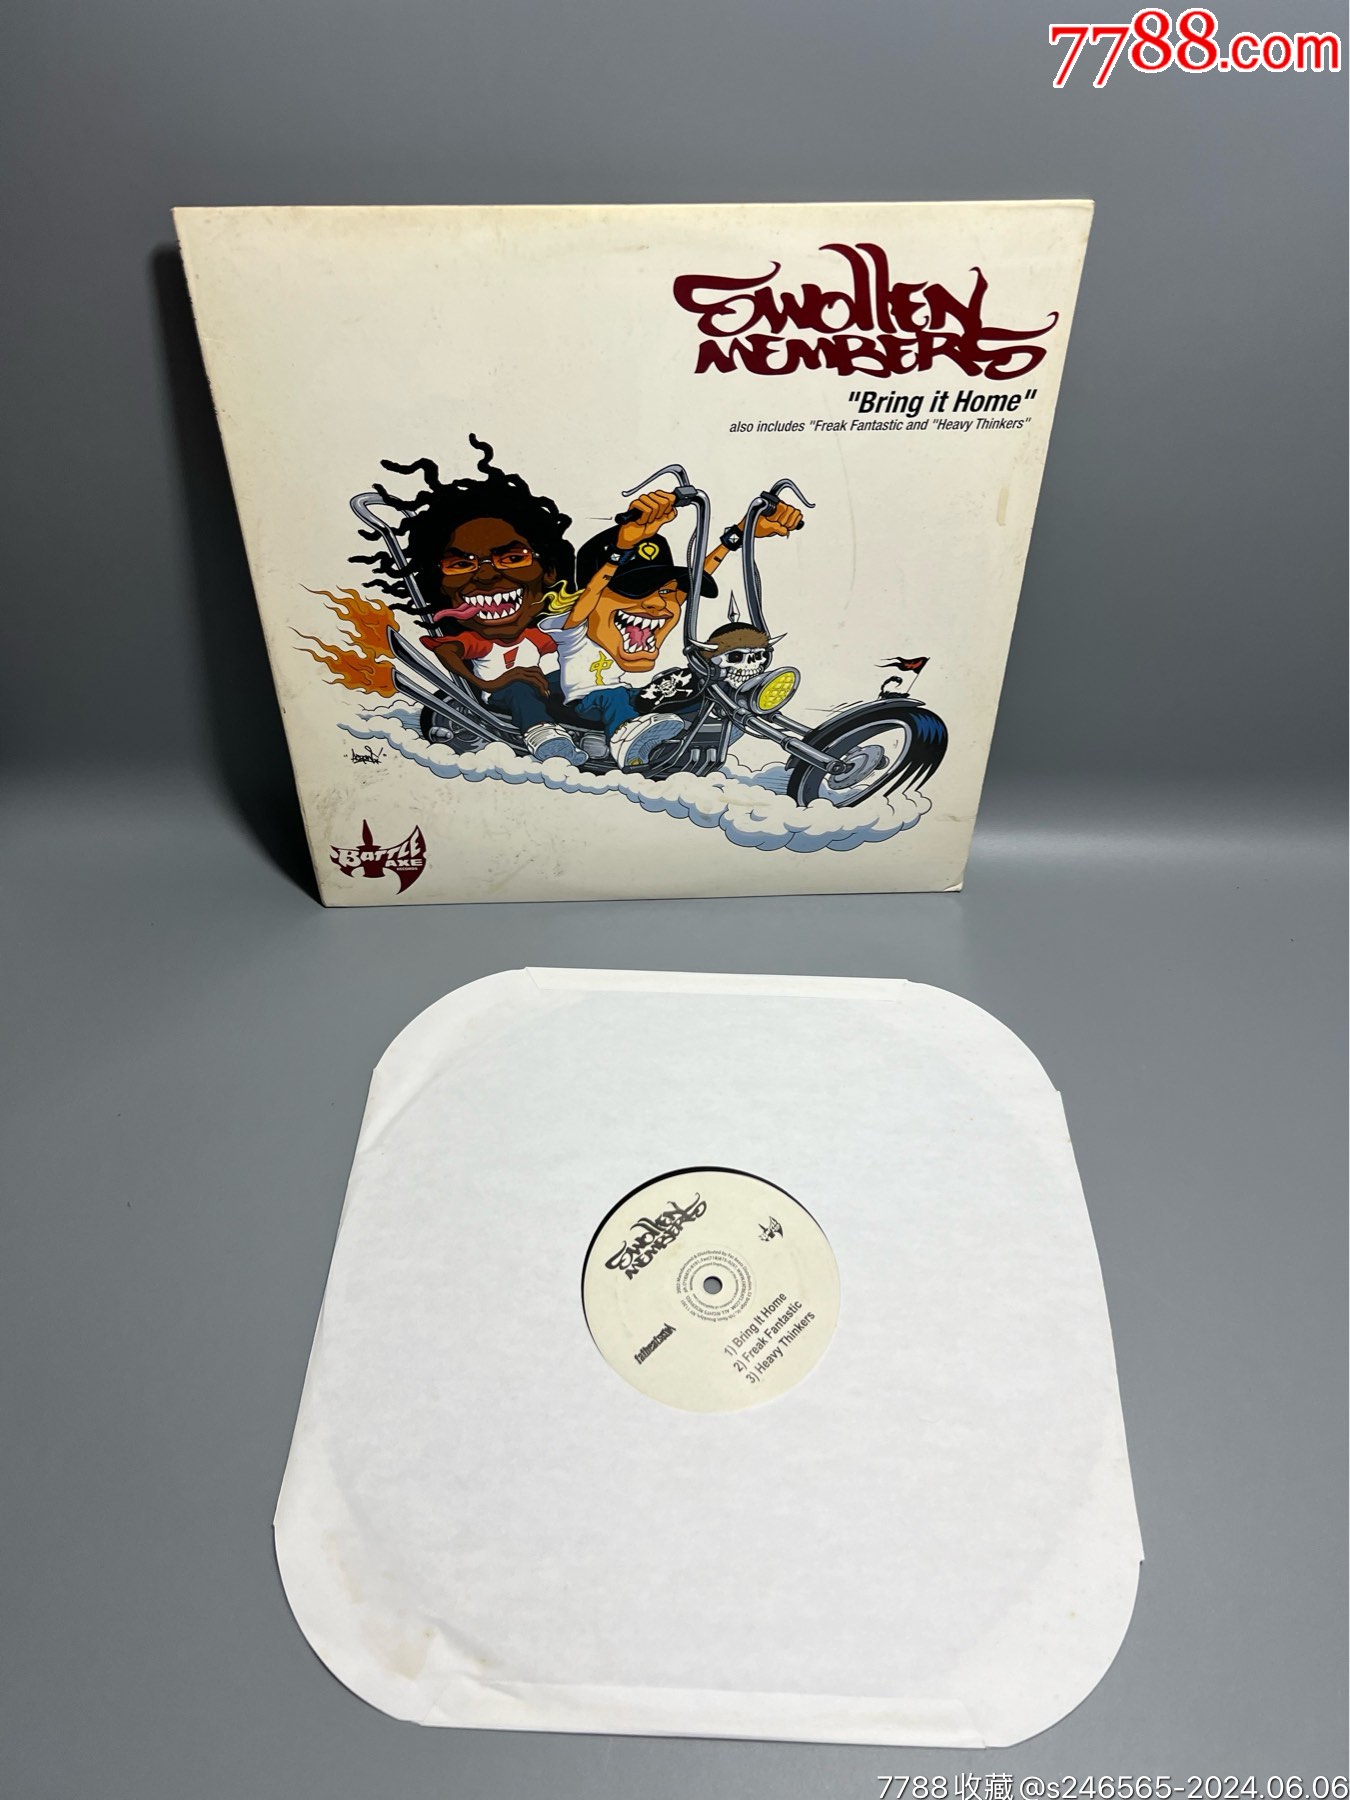 7788.com
Swollen
Members
"Bring it Home"
also includes "Freak Fantastic and "Heavy Thinkers"
BATTLE
AXE
RECORDS
Swollen
Members
fatbeats
1) Bring It Home
2) Freak Fantastic
3) Heavy Thinkers
7788收藏@s246565-2024.06.06